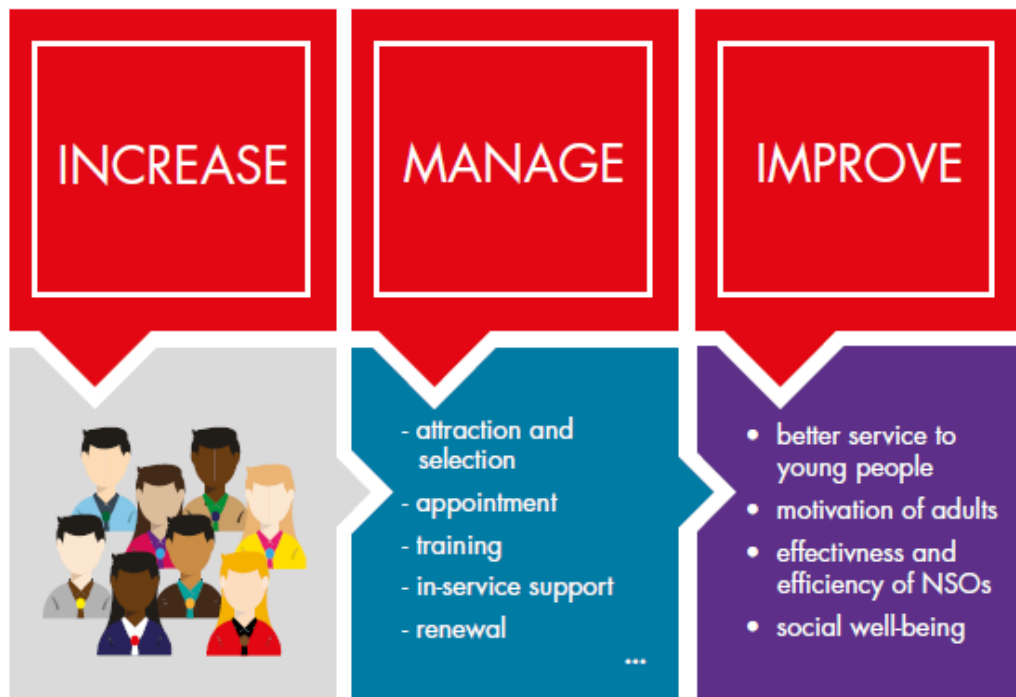 INCREASE
MANAGE
IMPROVE
- attraction and
selection
- appointment
- training
- in-service support
- renewal
...
• better service to
young people
• motivation of adults
• effectivness and
efficiency of NSOs
• social well-being